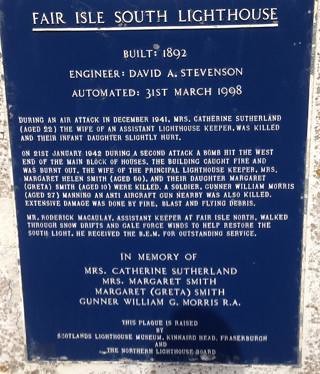 FAIR ISLE SOUTH LIGHTHOUSE
BUILT: 1892
ENGINEER: DAVID A. STEVENSON
AUTOMATED: 31ST MARCH 1998
DURING AN AIR ATTACK IN DECEMBER 1941, MRS. CATHERINE SUTHERLAND
(AGED 22) THE WIFE OF AN ASSISTANT LIGHTHOUSE KEEPER, WAS KILLED
AND THEIR INFANT DAUGHTER SLIGHTLY HURT.
ON 21ST JANUARY 1942 DURING A SECOND ATTACK A BOMB HIT THE WEST
END OF THE MAIN BLOCK OF HOUSES. THE BUILDING CAUGHT FIRE AND
WAS BURNT OUT. THE WIFE OF THE PRINCIPAL LIGHTHOUSE KEEPER, MRS.
MARGARET HELEN SMITH (AGED 50), AND THEIR DAUGHTER MARGARET
(GRETA) SMITH (AGED 10) WERE KILLED. A SOLDIER, GUNNER WILLIAM MORRIS
(AGED 27) MANNING AN ANTI AIRCRAFT GUN NEARBY WAS ALSO KILLED.
EXTENSIVE DAMAGE WAS DONE BY FIRE, BLAST AND FLYING DEBRIS.
MR. RODERICK MACAULAY, ASSISTANT KEEPER AT FAIR ISLE NORTH, WALKED
THROUGH SNOW DRIFTS AND GALE FORCE WINDS TO HELP RESTORE THE
SOUTH LIGHT. HE RECEIVED THE B.E.M. FOR OUTSTANDING SERVICE.
IN MEMORY OF
MRS. CATHERINE SUTHERLAND
MRS. MARGARET SMITH
MARGARET (GRETA) SMITH
GUNNER WILLIAM G. MORRIS R.A.
THIS PLAQUE IS RAISED
BY
SCOTLANDS LIGHTHOUSE MUSEUM, KINNAIRD HEAD, FRASERBURGH
AND
THE NORTHERN LIGHTHOUSE BOARD